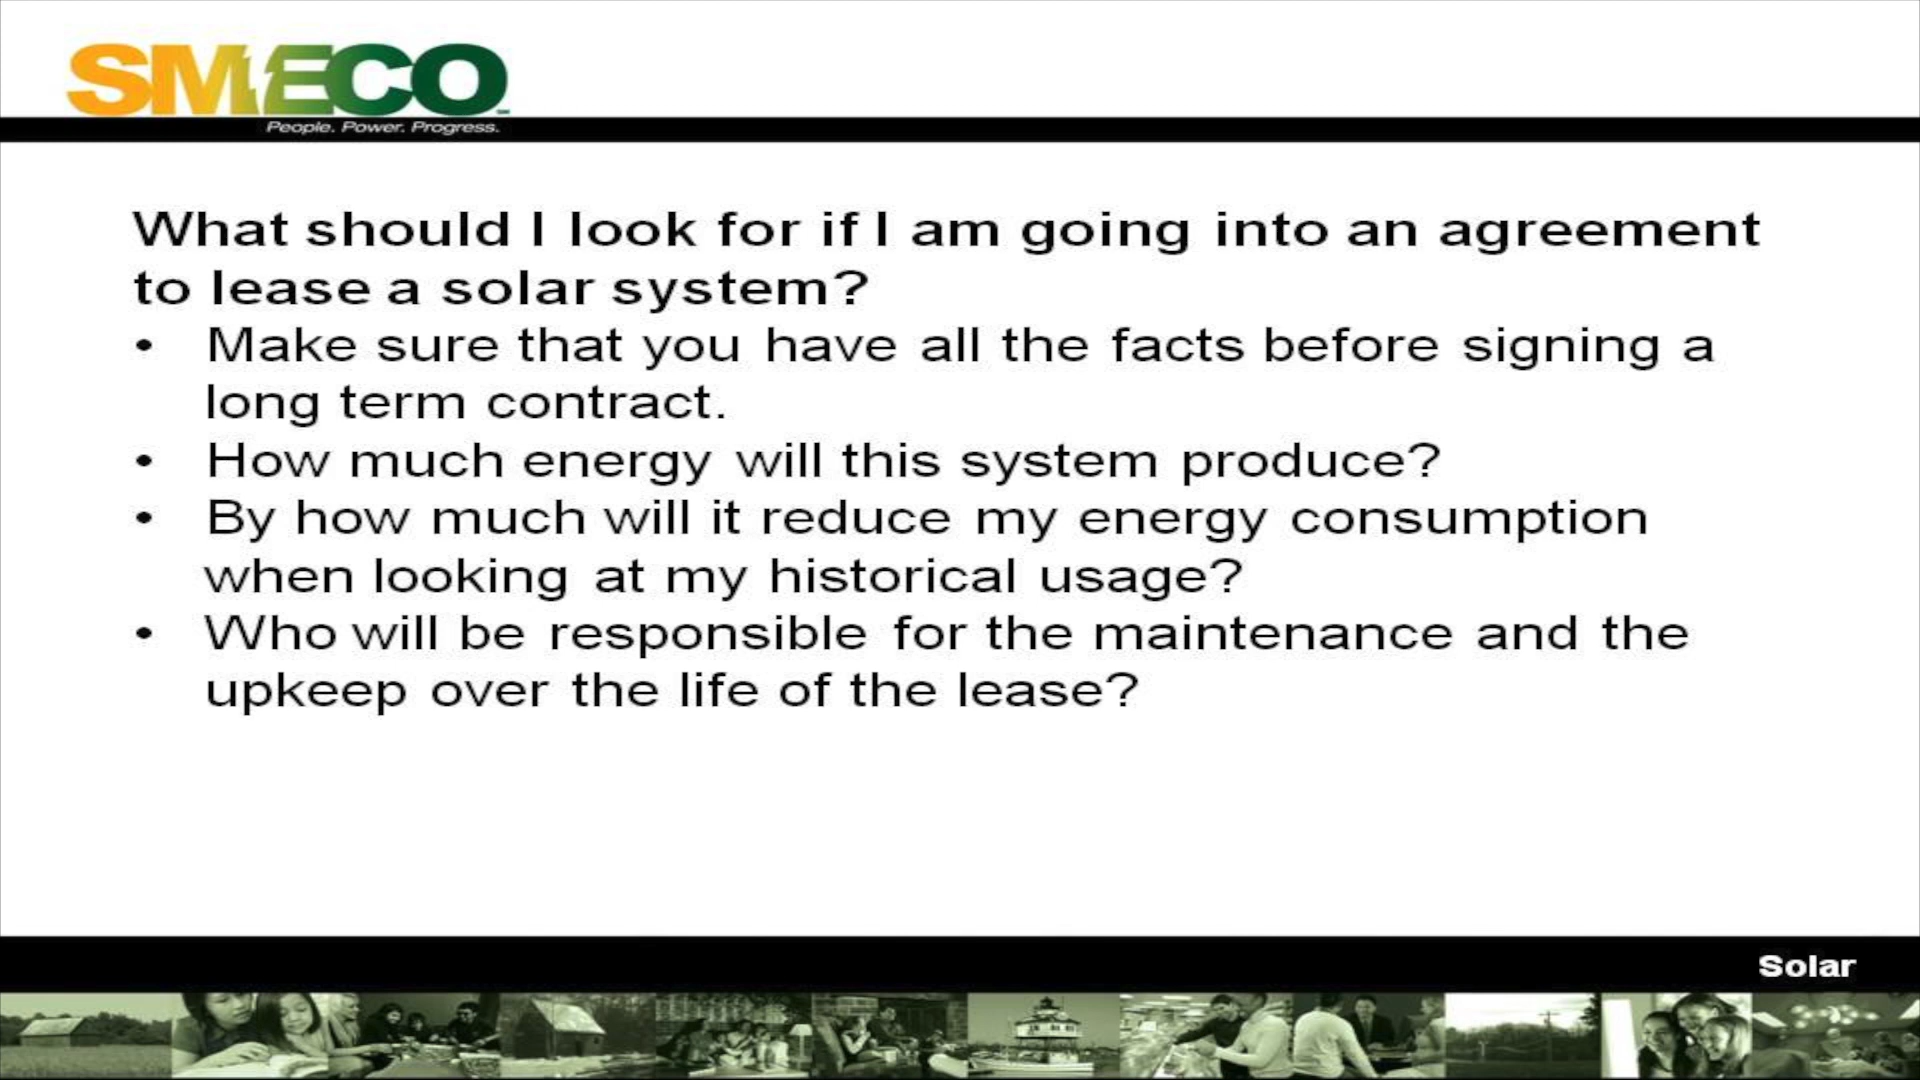 SMECO
People. Power. Progress.
What should I look for if I am going into an agreement
to lease a solar system?
• Make sure that you have all the facts before signing a
long term contract.
• How much energy will this system produce?
• By how much will it reduce my energy consumption
when looking at my historical usage?
• Who will be responsible for the maintenance and the
upkeep over the life of the lease?
Solar